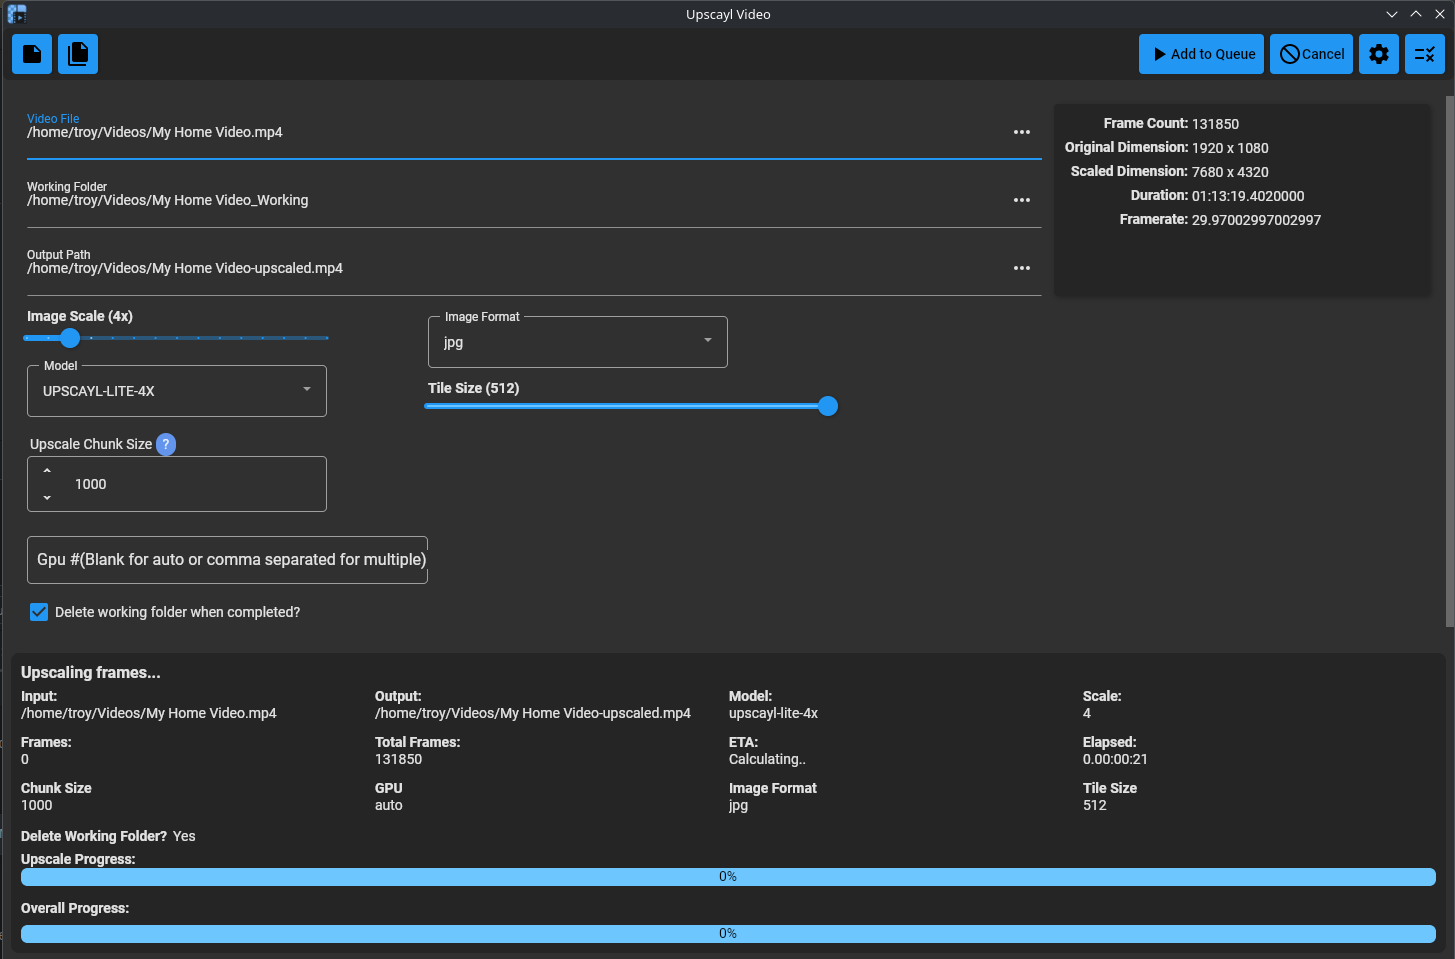 Upscayl Video
Add to Queue
Cancel
Video File
/home/troy/Videos/My Home Video.mp4
Working Folder
/home/troy/Videos/My Home Video_Working
Output Path
/home/troy/Videos/My Home Video-upscaled.mp4
Frame Count: 131850
Original Dimension: 1920 x 1080
Scaled Dimension: 7680 x 4320
Duration: 01:13:19.4020000
Framerate: 29.97002997002997
Image Scale (4x)
Model
UPSCAYL-LITE-4X
Image Format
jpg
Tile Size (512)
Upscale Chunk Size ?
1000
Gpu #(Blank for auto or comma separated for multiple)
Delete working folder when completed?
Upscaling frames...
Input: Output: Model: Scale:
/home/troy/Videos/My Home Video.mp4 /home/troy/Videos/My Home Video-upscaled.mp4 upscayl-lite-4x 4
Frames: Total Frames: ETA: Elapsed:
0 131850 Calculating.. 0.00:00:21
Chunk Size GPU Image Format Tile Size
1000 auto jpg 512
Delete Working Folder? Yes
Upscale Progress:
0%
Overall Progress:
0%